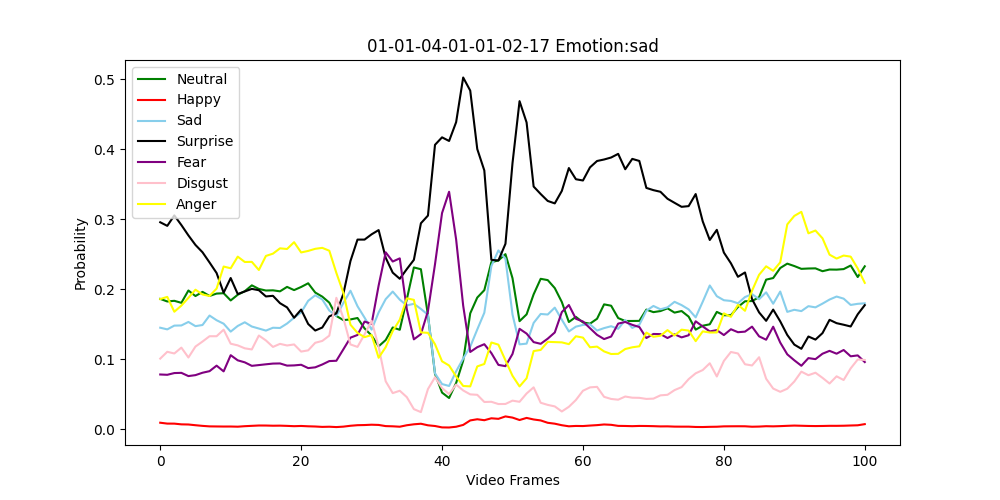 01-01-04-01-01-02-17 Emotion:sad
Neutral
Happy
Sad
Surprise
Fear
Disgust
Anger
Probability
0.5
0.4
0.3
0.2
0.1
0.0
0 20 40 60 80 100
Video Frames